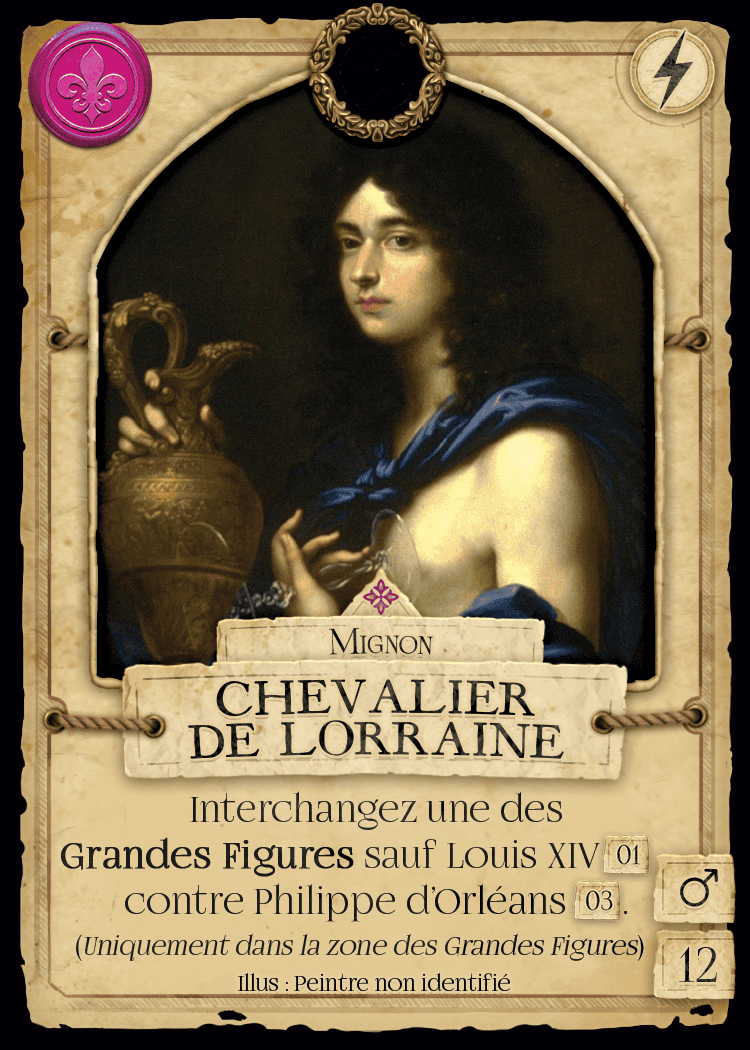 Mignon
CHEVALIER
DE LORRAINE
Interchangez une des
Grandes Figures sauf Louis XIV 01
contre Philippe d'Orléans 03.
(Uniquement dans la zone des Grandes Figures)
Illus : Peintre non identifié
♂
12